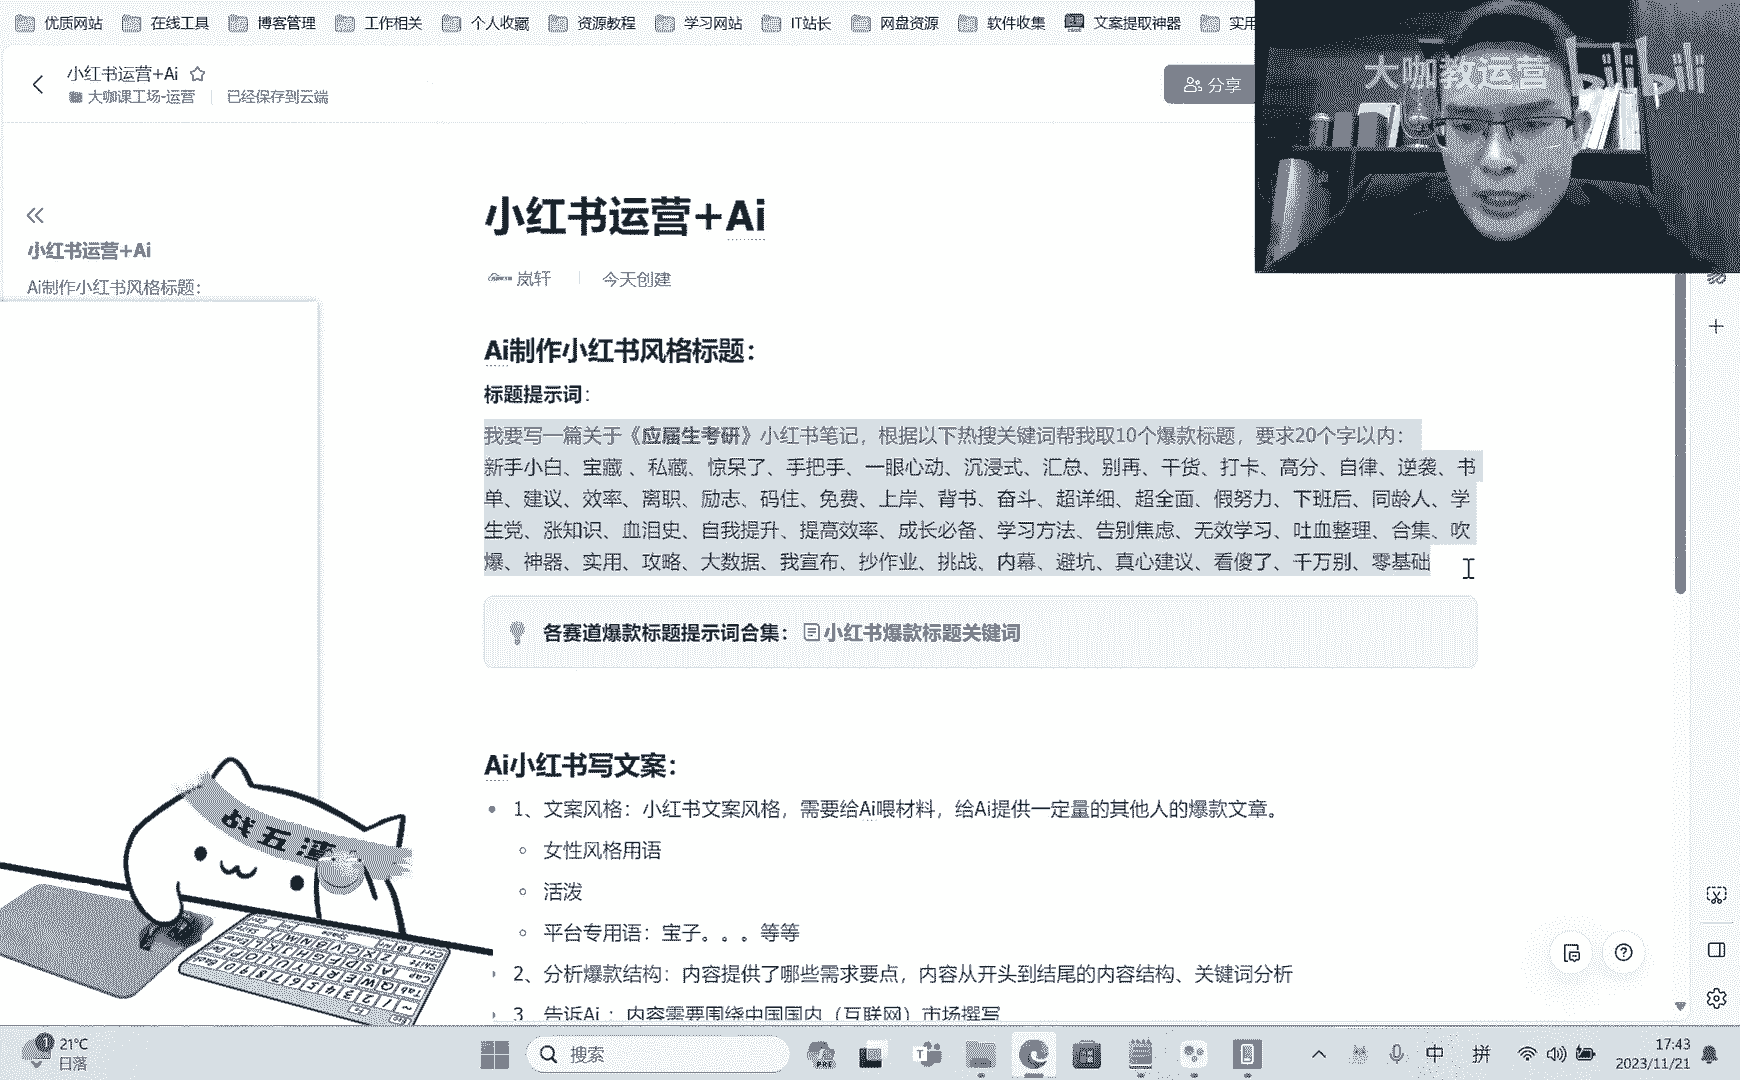 优质网站 在线工具 博客管理 工作相关 个人收藏 资源教程 学习网站 IT站长 网盘资源 软件收集 文案提取神器 实用
小红书运营+Ai
大咖课工场-运营 已经保存到云端
分享
大咖教运营 bilibili
小红书运营+Ai
Ai制作小红书风格标题：
小红书运营+Ai
岚轩 今天创建
Ai制作小红书风格标题：
标题提示词：
我要写一篇关于《应届生考研》小红书笔记，根据以下热搜关键词帮我取10个爆款标题，要求20个字以内：
新手小白、宝藏 、私藏、惊呆了、手把手、一眼心动、沉浸式、汇总、别再、干货、打卡、高分、自律、逆袭、书
单、建议、效率、离职、励志、码住、免费、上岸、背书、奋斗、超详细、超全面、假努力、下班后、同龄人、学
生党、涨知识、血泪史、自我提升、提高效率、成长必备、学习方法、告别焦虑、无效学习、吐血整理、合集、吹
爆、神器、实用、攻略、大数据、我宣布、抄作业、挑战、内幕、避坑、真心建议、看傻了、千万别、零基础
各赛道爆款标题提示词合集： 小红书爆款标题关键词
Ai小红书写文案：
1、文案风格：小红书文案风格，需要给Ai喂材料，给Ai提供一定量的其他人的爆款文章。
女性风格用语
活泼
平台专用语：宝子。。。等等
2、分析爆款结构：内容提供了哪些需求要点，内容从开头到结尾的内容结构、关键词分析
3、告诉Ai ：内容需要围绕中国国内（互联网）市场撰写
战五渣
1
21°C
日落
搜索
中 拼
17:43
2023/11/21